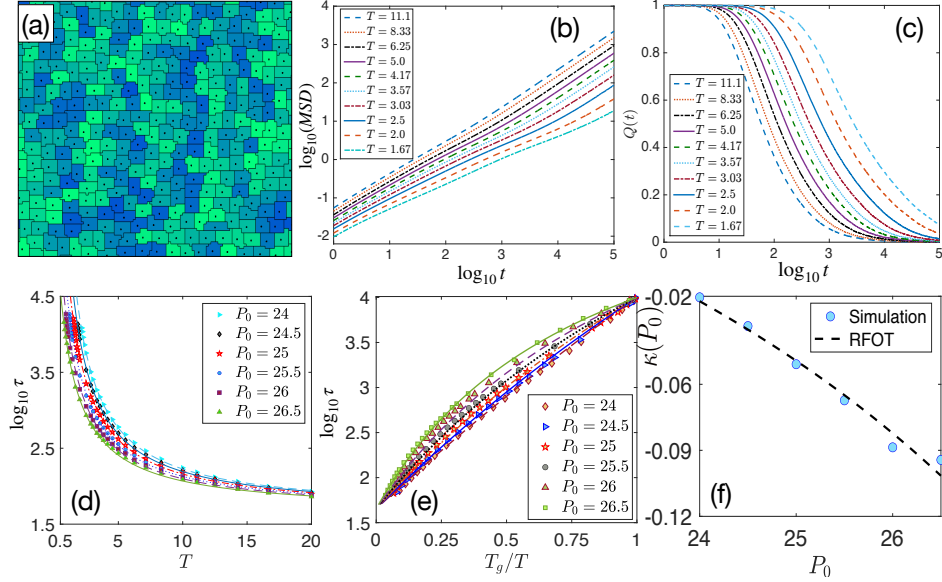 (a)
(b)
log₁₀(MSD)
4
3
2
1
0
-1
-2
T = 11.1
T = 8.33
T = 6.25
T = 5.0
T = 4.17
T = 3.57
T = 3.03
T = 2.5
T = 2.0
T = 1.67
0 1 2 3 4 5
log₁₀ t
(c)
Q(t)
1
0.8
0.6
0.4
0.2
0
T = 11.1
T = 8.33
T = 6.25
T = 5.0
T = 4.17
T = 3.57
T = 3.03
T = 2.5
T = 2.0
T = 1.67
0 1 2 3 4 5
log₁₀ t
(d)
log₁₀ τ
4.5
3.5
2.5
1.5
P₀ = 24
P₀ = 24.5
P₀ = 25
P₀ = 25.5
P₀ = 26
P₀ = 26.5
0.5 5 10 15 20
T
(e)
log₁₀ τ
4
3.5
3
2.5
2
1.5
P₀ = 24
P₀ = 24.5
P₀ = 25
P₀ = 25.5
P₀ = 26
P₀ = 26.5
0 0.25 0.5 0.75 1
T_g/T
(f)
κ(P₀)
-0.02
-0.06
-0.09
-0.12
Simulation
RFOT
24 25 26
P₀